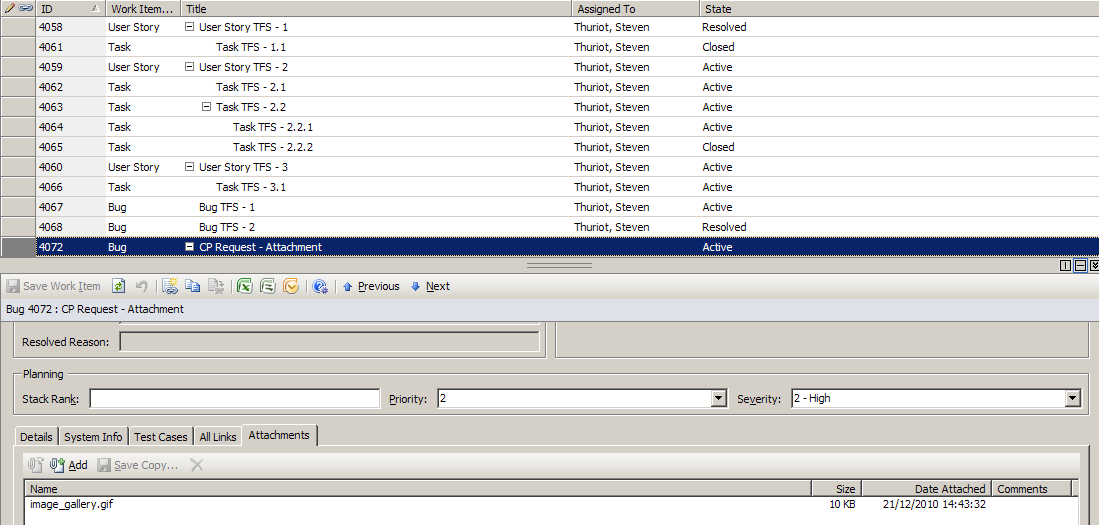 ID Work Item... Title Assigned To State
4058 User Story User Story TFS - 1 Thuriot, Steven Resolved
4061 Task Task TFS - 1.1 Thuriot, Steven Closed
4059 User Story User Story TFS - 2 Thuriot, Steven Active
4062 Task Task TFS - 2.1 Thuriot, Steven Active
4063 Task Task TFS - 2.2 Thuriot, Steven Active
4064 Task Task TFS - 2.2.1 Thuriot, Steven Active
4065 Task Task TFS - 2.2.2 Thuriot, Steven Closed
4060 User Story User Story TFS - 3 Thuriot, Steven Active
4066 Task Task TFS - 3.1 Thuriot, Steven Active
4067 Bug Bug TFS - 1 Thuriot, Steven Active
4068 Bug Bug TFS - 2 Thuriot, Steven Resolved
4072 Bug CP Request - Attachment Active
Save Work Item Previous Next
Bug 4072 : CP Request - Attachment
Resolved Reason:
Planning
Stack Rank: Priority: 2 Severity: 2 - High
Details System Info Test Cases All Links Attachments
Add Save Copy...
Name Size Date Attached Comments
image_gallery.gif 10 KB 21/12/2010 14:43:32